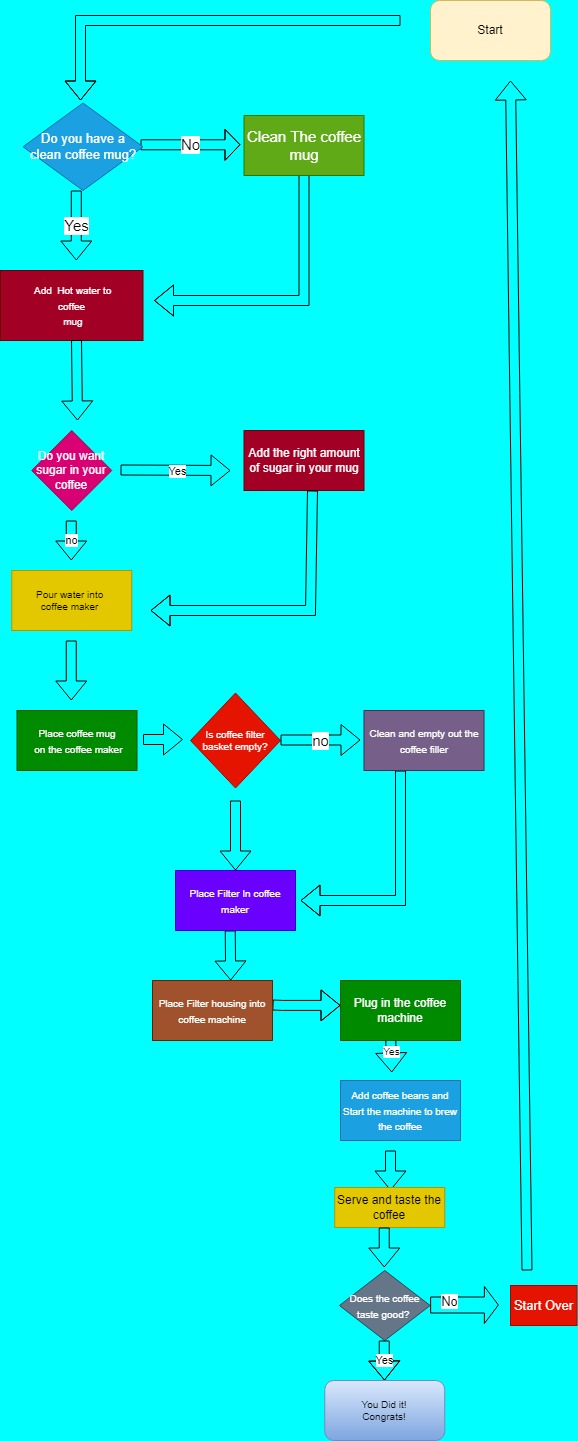 Start
Do you have a
clean coffee mug?
No
Clean The coffee
mug
Yes
Add  Hot water to
coffee
mug
Do you want
sugar in your
coffee
Yes
Add the right amount
of sugar in your mug
no
Pour water into
coffee maker
Place coffee mug
on the coffee maker
Is coffee filter
basket empty?
no
Clean and empty out the
coffee filler
Place Filter In coffee
maker
Place Filter housing into
coffee machine
Plug in the coffee
machine
Yes
Add coffee beans and
Start the machine to brew
the coffee
Serve and taste the
coffee
Does the coffee
taste good?
No
Start Over
Yes
You Did it!
Congrats!